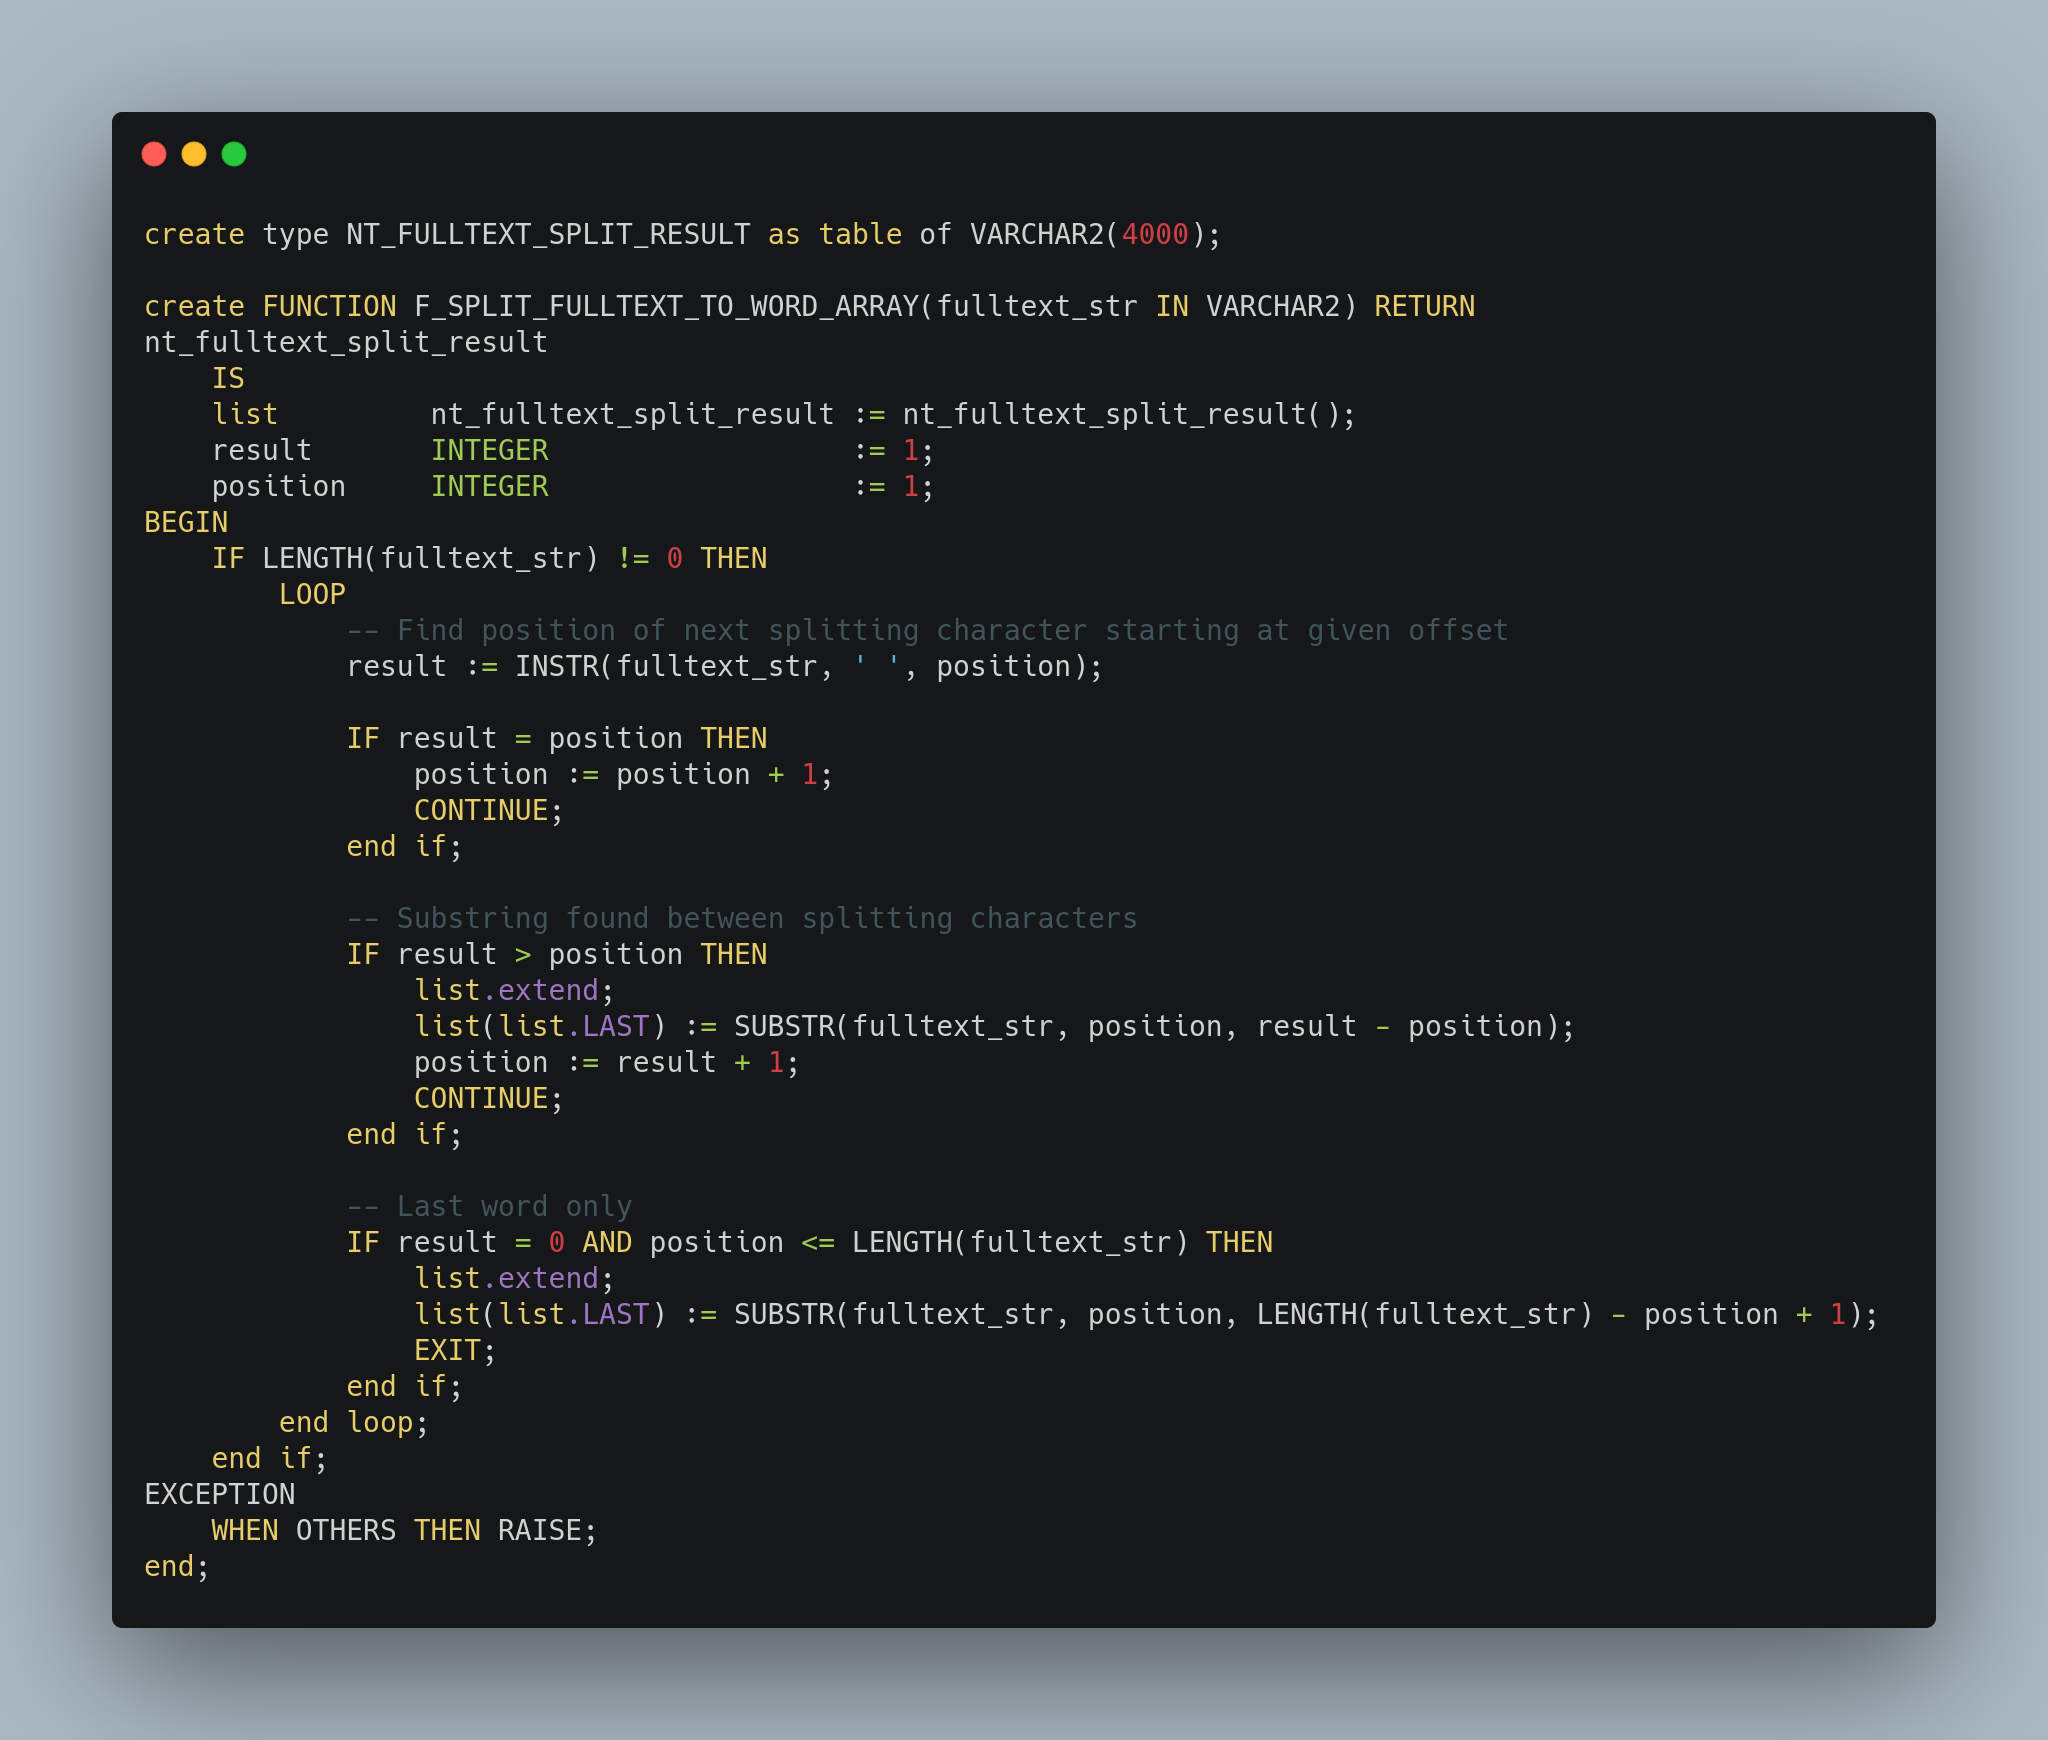 create type NT_FULLTEXT_SPLIT_RESULT as table of VARCHAR2(4000);

create FUNCTION F_SPLIT_FULLTEXT_TO_WORD_ARRAY(fulltext_str IN VARCHAR2) RETURN
nt_fulltext_split_result
    IS
    list         nt_fulltext_split_result := nt_fulltext_split_result();
    result       INTEGER                  := 1;
    position     INTEGER                  := 1;
BEGIN
    IF LENGTH(fulltext_str) != 0 THEN
        LOOP
            -- Find position of next splitting character starting at given offset
            result := INSTR(fulltext_str, ' ', position);

            IF result = position THEN
                position := position + 1;
                CONTINUE;
            end if;

            -- Substring found between splitting characters
            IF result > position THEN
                list.extend;
                list(list.LAST) := SUBSTR(fulltext_str, position, result - position);
                position := result + 1;
                CONTINUE;
            end if;

            -- Last word only
            IF result = 0 AND position <= LENGTH(fulltext_str) THEN
                list.extend;
                list(list.LAST) := SUBSTR(fulltext_str, position, LENGTH(fulltext_str) - position + 1);
                EXIT;
            end if;
        end loop;
    end if;
EXCEPTION
    WHEN OTHERS THEN RAISE;
end;